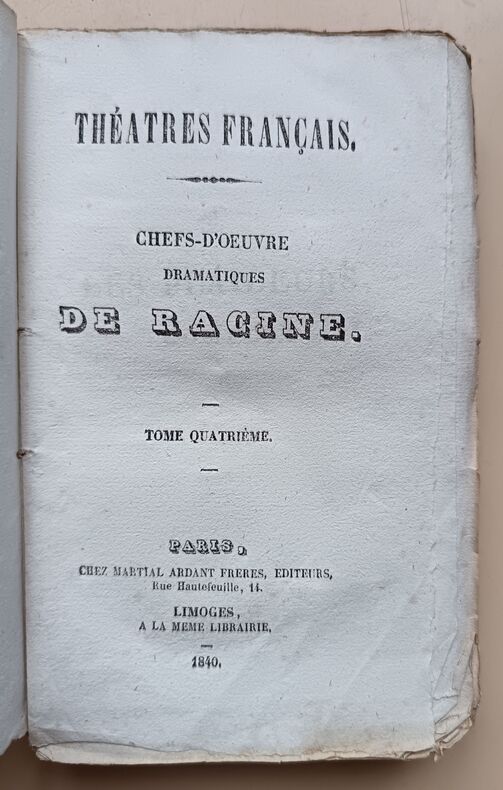 THÉATRES FRANÇAIS.
CHEFS-D'OEUVRE
DRAMATIQUES
DE RACINE.
TOME QUATRIÈME.
PARIS,
CHEZ MARTIAL ARDANT FRERES, EDITEURS,
Rue Hautefeuille, 14.
LIMOGES,
A LA MEME LIBRAIRIE,
1840.